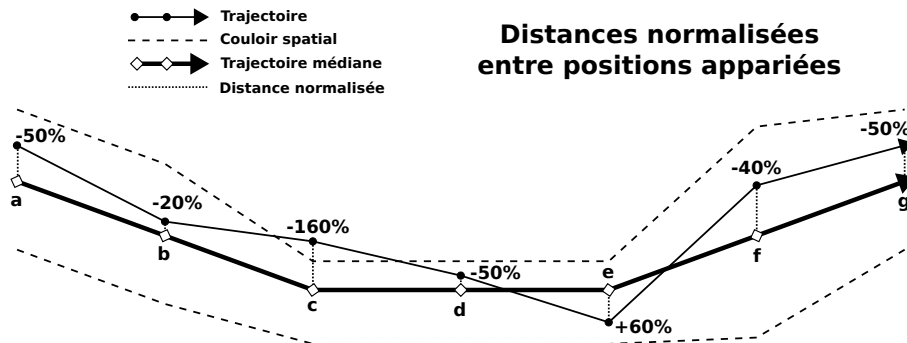 Trajectoire
Couloir spatial
Trajectoire médiane
Distance normalisée
Distances normalisées
entre positions appariées
-50%
-20%
-160%
-50%
+60%
-40%
-50%
a
b
c
d
e
f
g